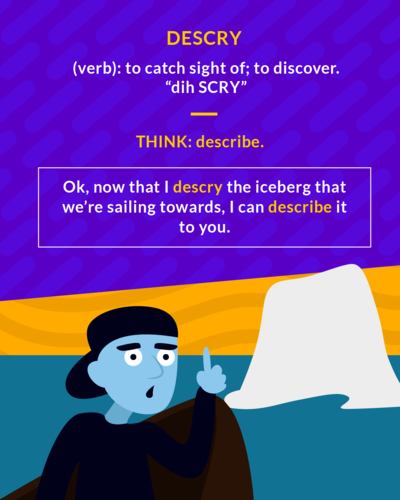 DESCRY
(verb): to catch sight of; to discover.
“dih SCRY”
THINK: describe.
Ok, now that I descry the iceberg that
we’re sailing towards, I can describe it
to you.